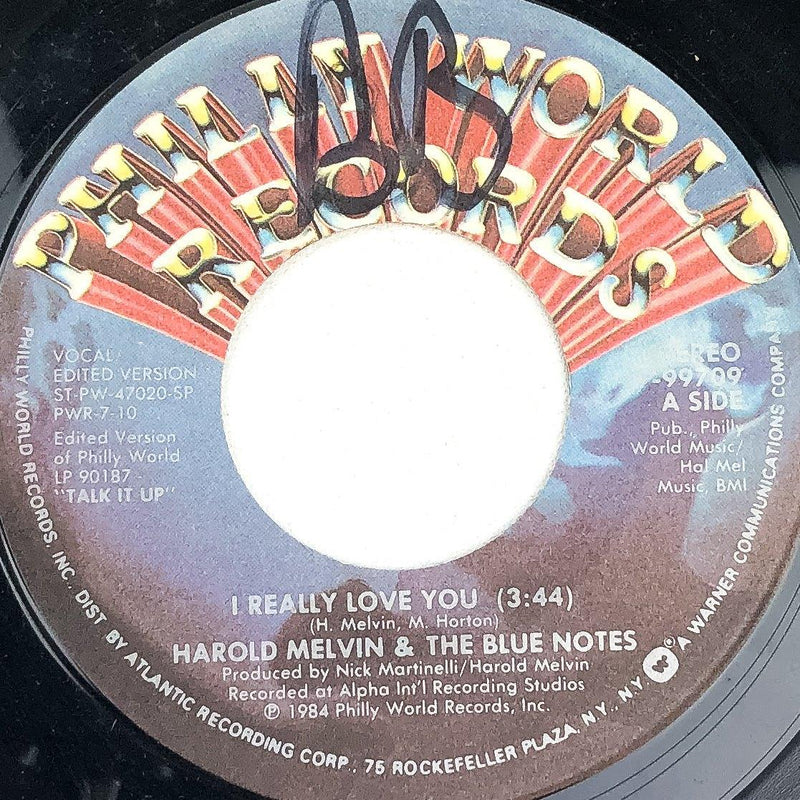 BB
PHILLY WORLD
RECORDS
VOCAL
EDITED VERSION
ST-PW-47020-SP
PWR-7-10
Edited Version
of Philly World
LP 90187 -
"TALK IT UP"
STEREO
-99709
A SIDE
Pub., Philly
World Music/
Hal Mel
Music, BMI
I REALLY LOVE YOU (3:44)
(H. Melvin, M. Horton)
HAROLD MELVIN & THE BLUE NOTES
Produced by Nick Martinelli/Harold Melvin
Recorded at Alpha Int'l Recording Studios
℗ 1984 Philly World Records, Inc.
PHILLY WORLD RECORDS, INC., DIST BY ATLANTIC RECORDING CORP., 75 ROCKEFELLER PLAZA, N.Y., N.Y. ® A WARNER COMMUNICATIONS COMPANY